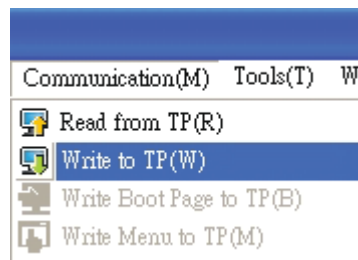 Communication(M) Tools(T) W
Read from TP(R)
Write to TP(W)
Write Boot Page to TP(B)
Write Menu to TP(M)